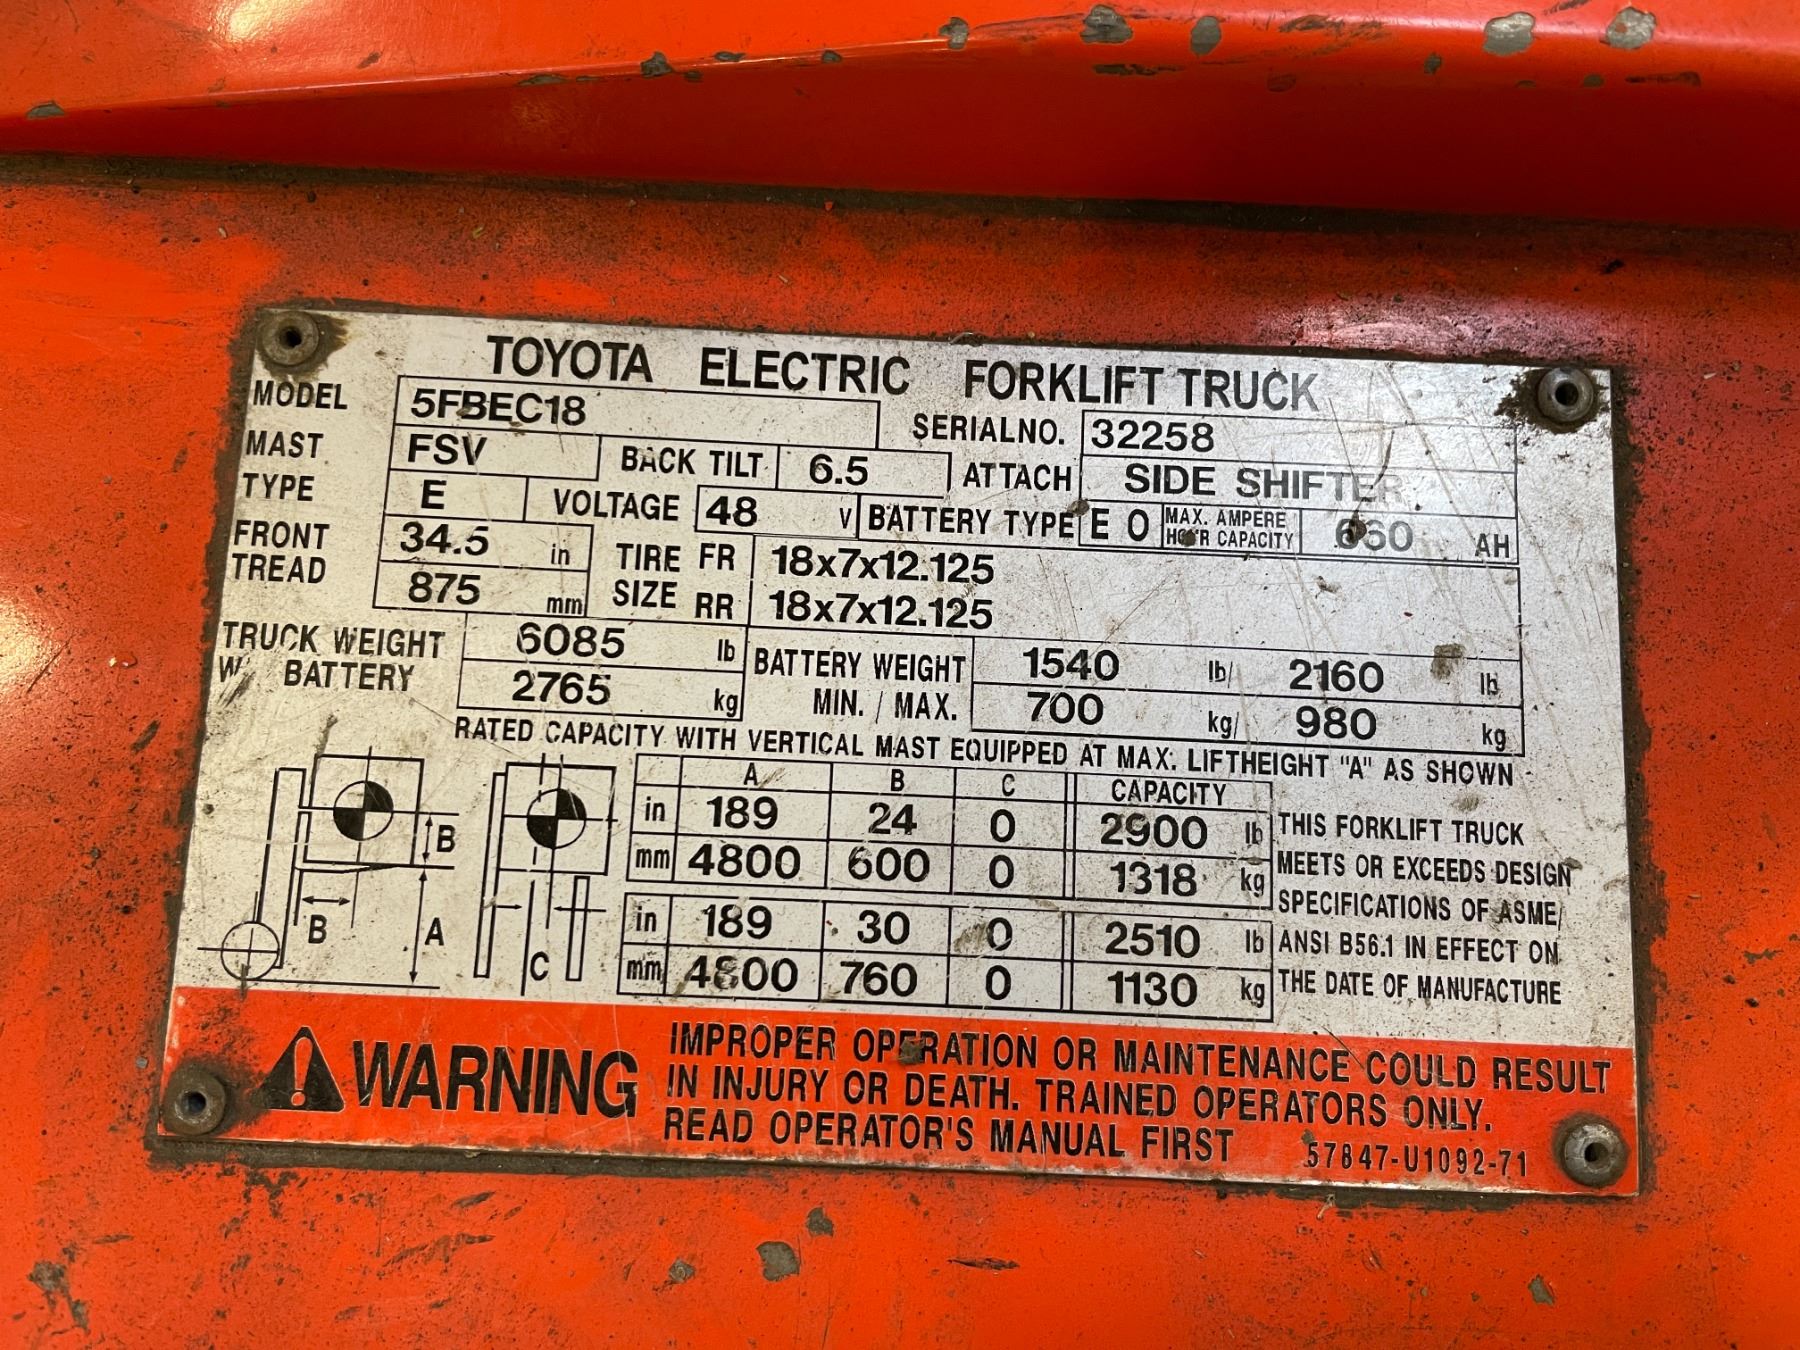 TOYOTA ELECTRIC FORKLIFT TRUCK
MODEL 5FBEC18 SERIAL NO. 32258
MAST FSV BACK TILT 6.5 ATTACH SIDE SHIFTER
TYPE E VOLTAGE 48 V BATTERY TYPE E O MAX. AMPERE HOUR CAPACITY 660 AH
FRONT TREAD 34.5 in TIRE SIZE FR 18x7x12.125
875 mm RR 18x7x12.125
TRUCK WEIGHT W/ BATTERY 6085 lb BATTERY WEIGHT MIN. / MAX. 1540 lb/ 2160 lb
2765 kg 700 kg/ 980 kg
RATED CAPACITY WITH VERTICAL MAST EQUIPPED AT MAX. LIFTHEIGHT "A" AS SHOWN
A B C CAPACITY
in 189 24 0 2900 lb
mm 4800 600 0 1318 kg
in 189 30 0 2510 lb
mm 4800 760 0 1130 kg
B
B
A
C
THIS FORKLIFT TRUCK
MEETS OR EXCEEDS DESIGN
SPECIFICATIONS OF ASME/
ANSI B56.1 IN EFFECT ON
THE DATE OF MANUFACTURE
WARNING
IMPROPER OPERATION OR MAINTENANCE COULD RESULT
IN INJURY OR DEATH. TRAINED OPERATORS ONLY.
READ OPERATOR'S MANUAL FIRST 57847-U1092-71